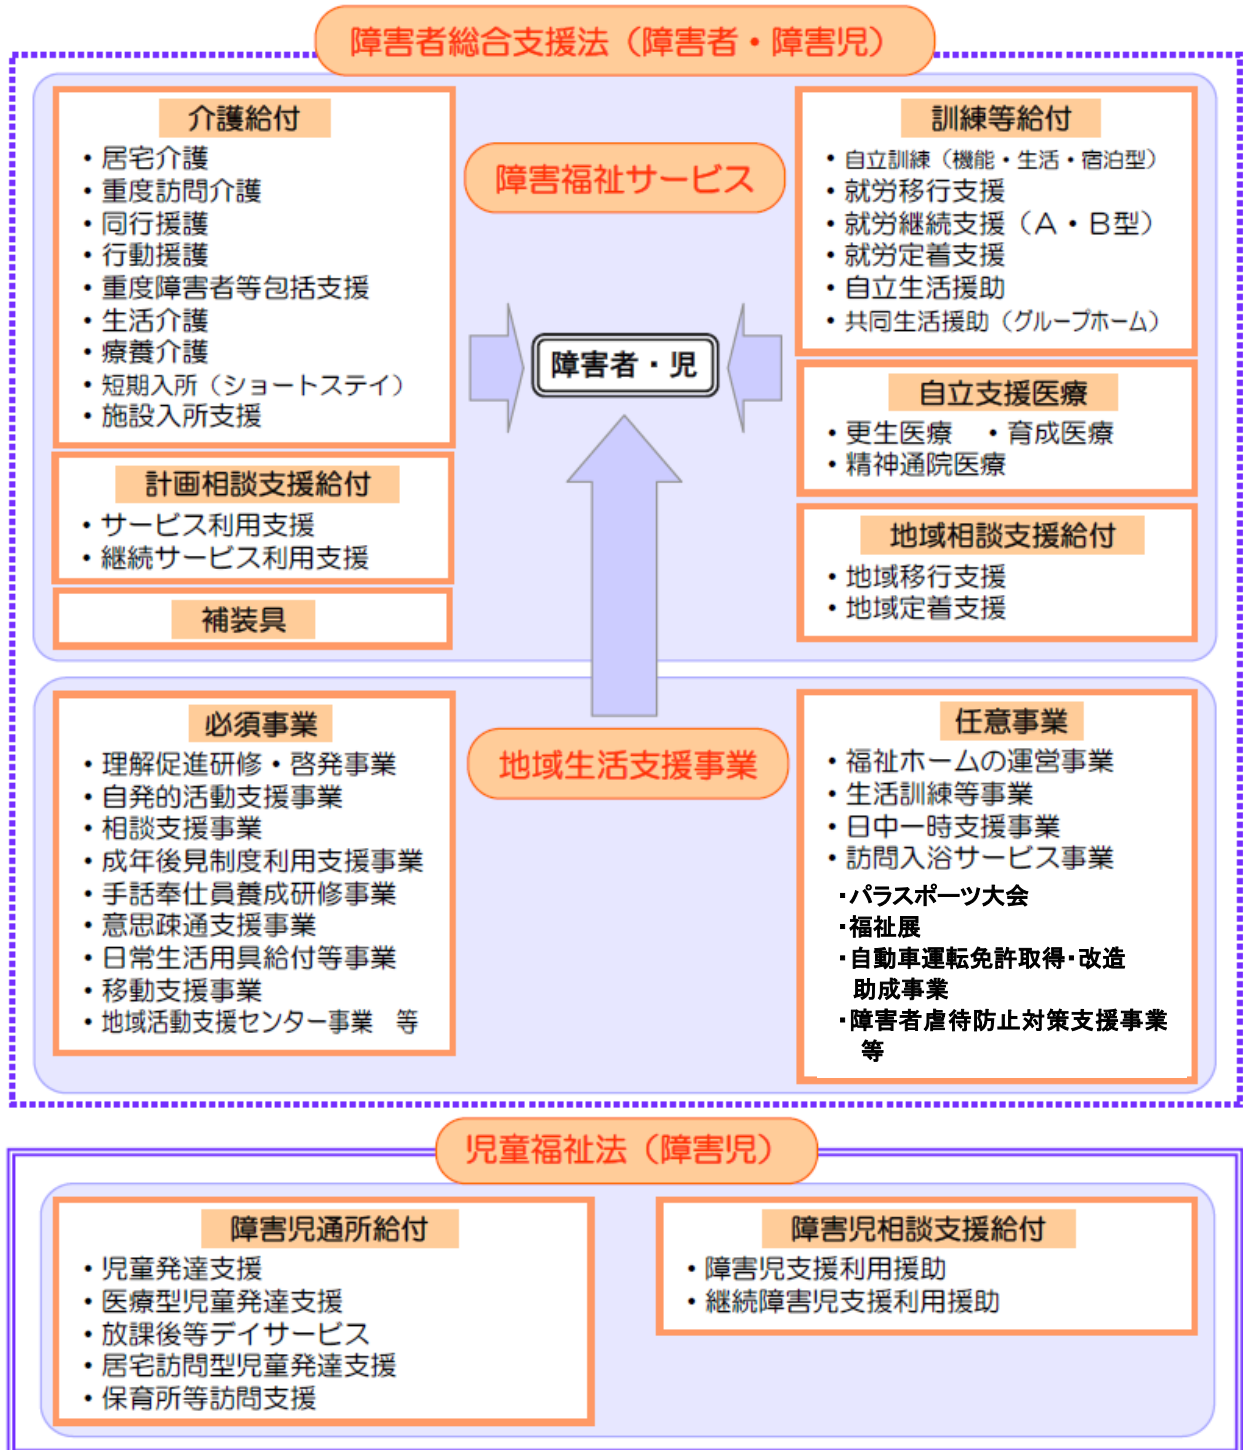 障害者総合支援法（障害者・障害児）
介護給付
・居宅介護
・重度訪問介護
・同行援護
・行動援護
・重度障害者等包括支援
・生活介護
・療養介護
・短期入所（ショートステイ）
・施設入所支援
計画相談支援給付
・サービス利用支援
・継続サービス利用支援
補装具
障害福祉サービス
障害者・児
訓練等給付
・自立訓練（機能・生活・宿泊型）
・就労移行支援
・就労継続支援（A・B型）
・就労定着支援
・自立生活援助
・共同生活援助（グループホーム）
自立支援医療
・更生医療　・育成医療
・精神通院医療
地域相談支援給付
・地域移行支援
・地域定着支援
必須事業
・理解促進研修・啓発事業
・自発的活動支援事業
・相談支援事業
・成年後見制度利用支援事業
・手話奉仕員養成研修事業
・意思疎通支援事業
・日常生活用具給付等事業
・移動支援事業
・地域活動支援センター事業　等
地域生活支援事業
任意事業
・福祉ホームの運営事業
・生活訓練等事業
・日中一時支援事業
・訪問入浴サービス事業
・パラスポーツ大会
・福祉展
・自動車運転免許取得・改造
助成事業
・障害者虐待防止対策支援事業
等
児童福祉法（障害児）
障害児通所給付
・児童発達支援
・医療型児童発達支援
・放課後等デイサービス
・居宅訪問型児童発達支援
・保育所等訪問支援
障害児相談支援給付
・障害児支援利用援助
・継続障害児支援利用援助